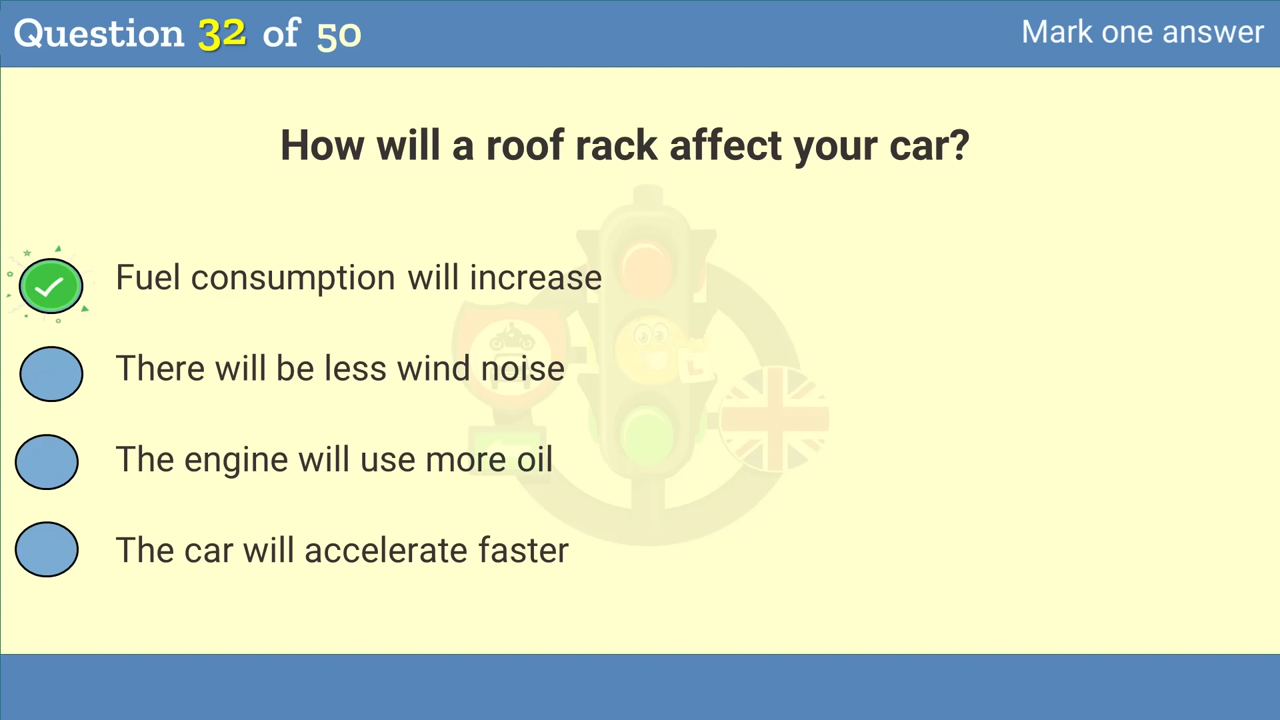 Question 32 of 50
Mark one answer
How will a roof rack affect your car?
Fuel consumption will increase
There will be less wind noise
The engine will use more oil
The car will accelerate faster
L